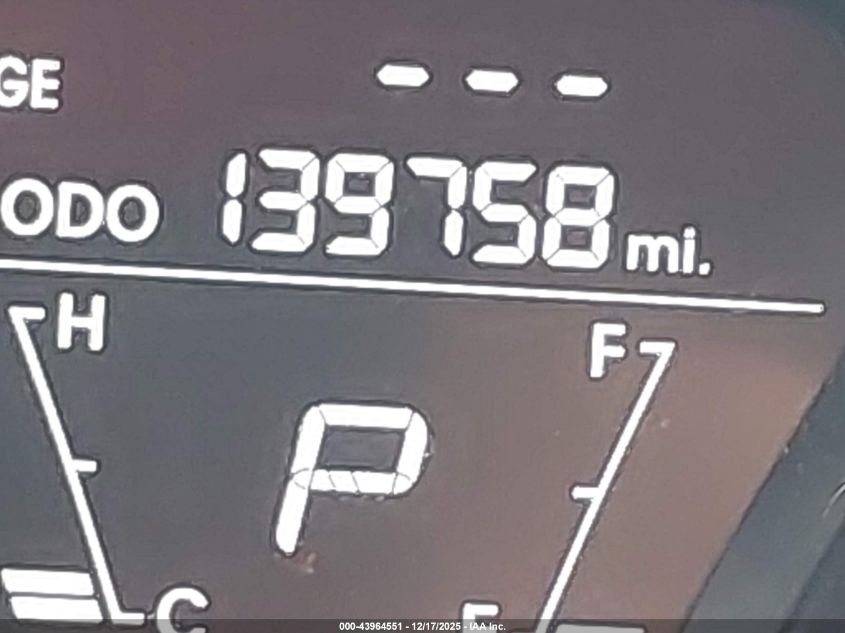 GE - - -
ODO 139758 mi.
H F
P
C E
000-43964551 - 12/17/2025 - IAA Inc.